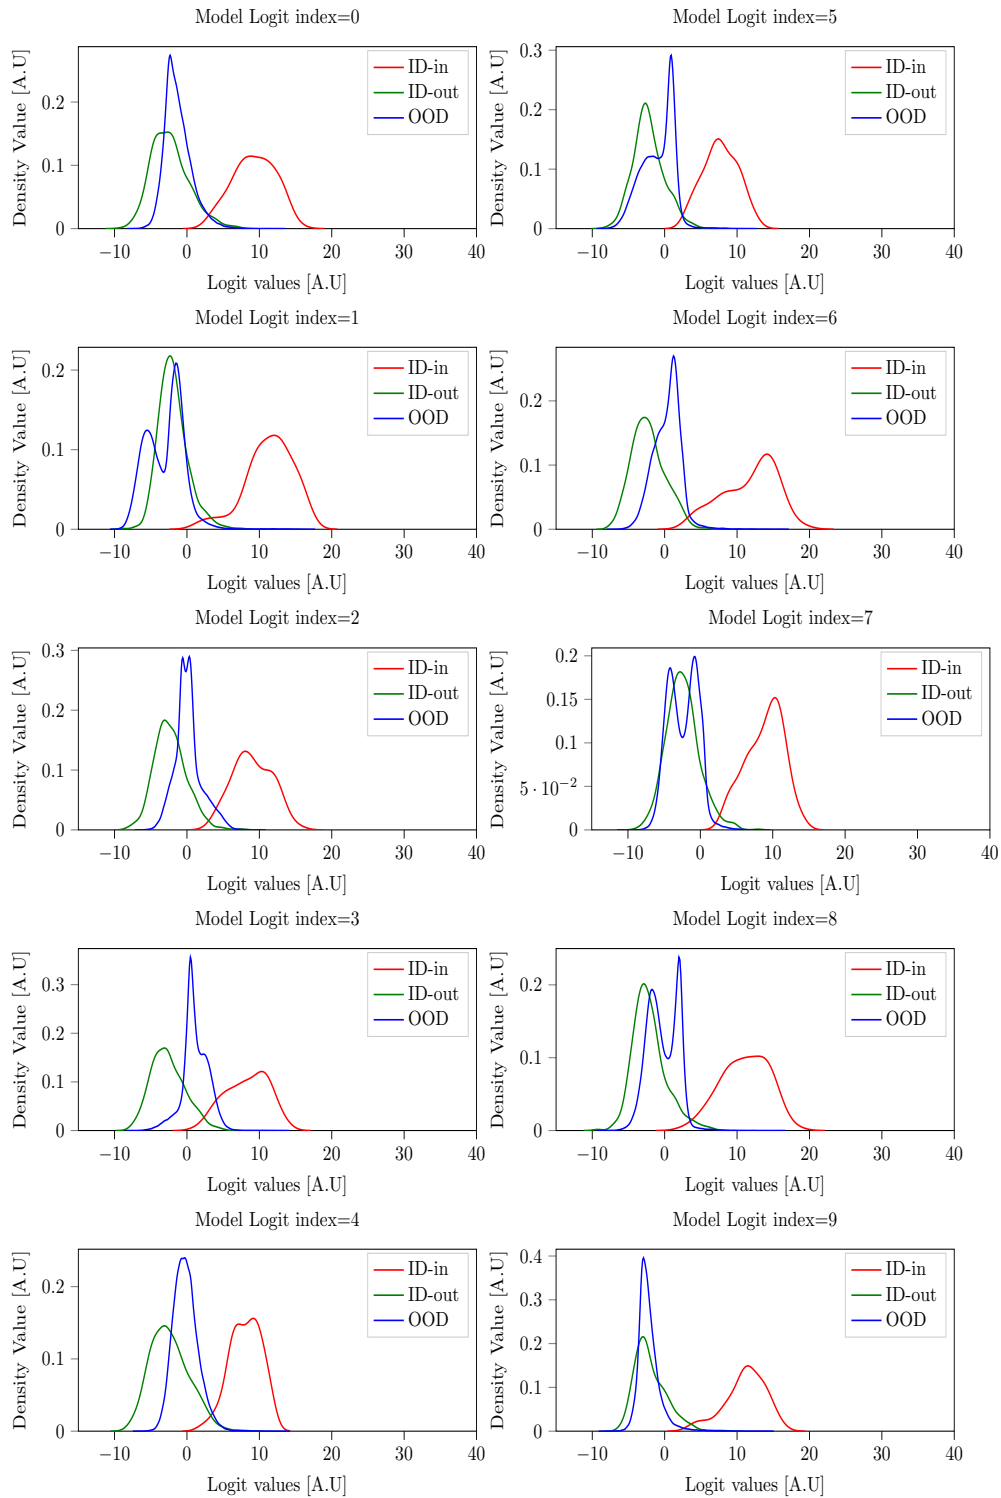 Model Logit index=0
Density Value [A.U]
0.2
0.1
0
ID-in
ID-out
OOD
−10 0 10 20 30 40
Logit values [A.U]
Model Logit index=5
Density Value [A.U]
0.3
0.2
0.1
0
ID-in
ID-out
OOD
−10 0 10 20 30 40
Logit values [A.U]
Model Logit index=1
Density Value [A.U]
0.2
0.1
0
ID-in
ID-out
OOD
−10 0 10 20 30 40
Logit values [A.U]
Model Logit index=6
Density Value [A.U]
0.2
0.1
0
ID-in
ID-out
OOD
−10 0 10 20 30 40
Logit values [A.U]
Model Logit index=2
Density Value [A.U]
0.3
0.2
0.1
0
ID-in
ID-out
OOD
−10 0 10 20 30 40
Logit values [A.U]
Model Logit index=7
Density Value [A.U]
0.2
0.15
0.1
5 · 10⁻²
0
ID-in
ID-out
OOD
−10 0 10 20 30 40
Logit values [A.U]
Model Logit index=3
Density Value [A.U]
0.3
0.2
0.1
0
ID-in
ID-out
OOD
−10 0 10 20 30 40
Logit values [A.U]
Model Logit index=8
Density Value [A.U]
0.2
0.1
0
ID-in
ID-out
OOD
−10 0 10 20 30 40
Logit values [A.U]
Model Logit index=4
Density Value [A.U]
0.2
0.1
0
ID-in
ID-out
OOD
−10 0 10 20 30 40
Logit values [A.U]
Model Logit index=9
Density Value [A.U]
0.4
0.3
0.2
0.1
0
ID-in
ID-out
OOD
−10 0 10 20 30 40
Logit values [A.U]